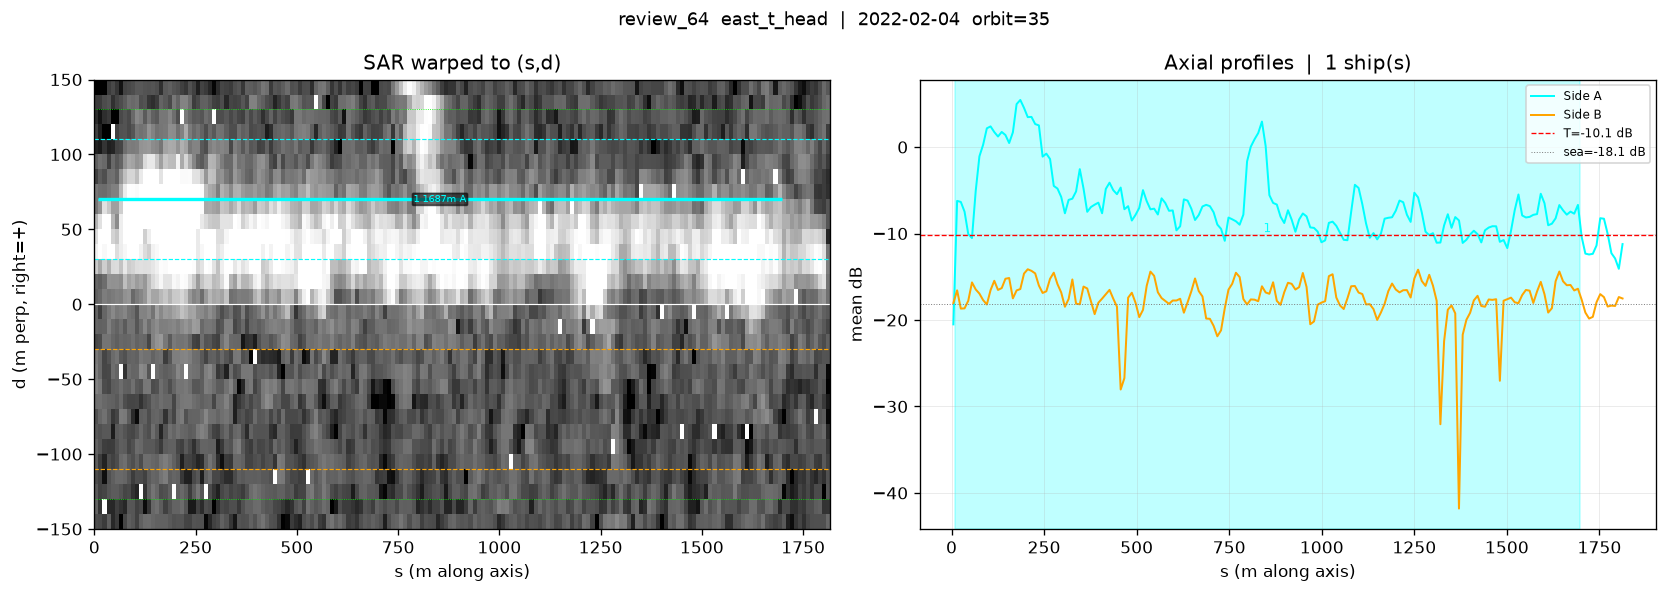 review_64  east_t_head  |  2022-02-04  orbit=35
SAR warped to (s,d)
150
100
50
0
−50
−100
−150
d (m perp, right=+)
1 1687m A
0
250
500
750
1000
1250
1500
1750
s (m along axis)
Axial profiles  |  1 ship(s)
0
−10
−20
−30
−40
mean dB
Side A
Side B
T=-10.1 dB
sea=-18.1 dB
1
0
250
500
750
1000
1250
1500
1750
s (m along axis)